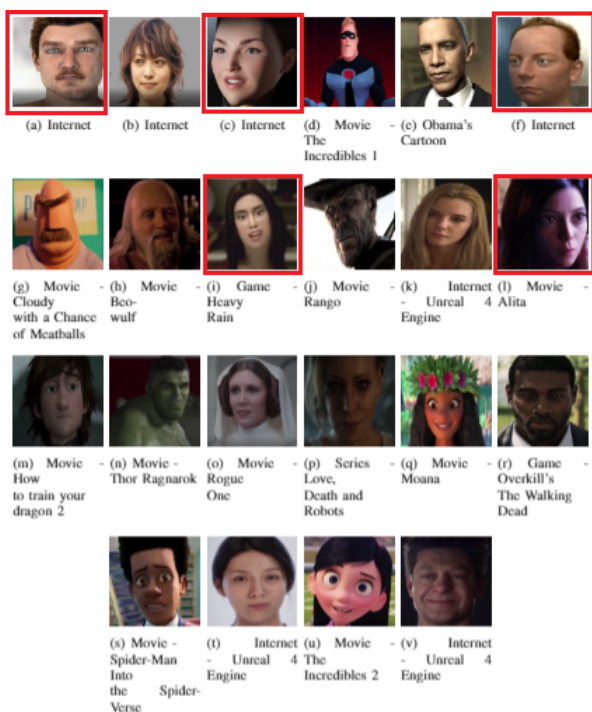 (a) Internet
(b) Internet
(c) Internet
(d) Movie -
The
Incredibles 1
(e) Obama's
Cartoon
(f) Internet
(g) Movie -
Cloudy
with a Chance
of Meatballs
(h) Movie -
Beo-
wulf
(i) Game -
Heavy
Rain
(j) Movie -
Rango
(k) Internet
- Unreal 4
Engine
(l) Movie -
Alita
(m) Movie -
How
to train your
dragon 2
(n) Movie -
Thor Ragnarok
(o) Movie -
Rogue
One
(p) Series -
Love,
Death and
Robots
(q) Movie -
Moana
(r) Game -
Overkill's
The Walking
Dead
(s) Movie -
Spider-Man
Into
the Spider-
Verse
(t) Internet
- Unreal 4
Engine
(u) Movie -
The
Incredibles 2
(v) Internet
- Unreal 4
Engine